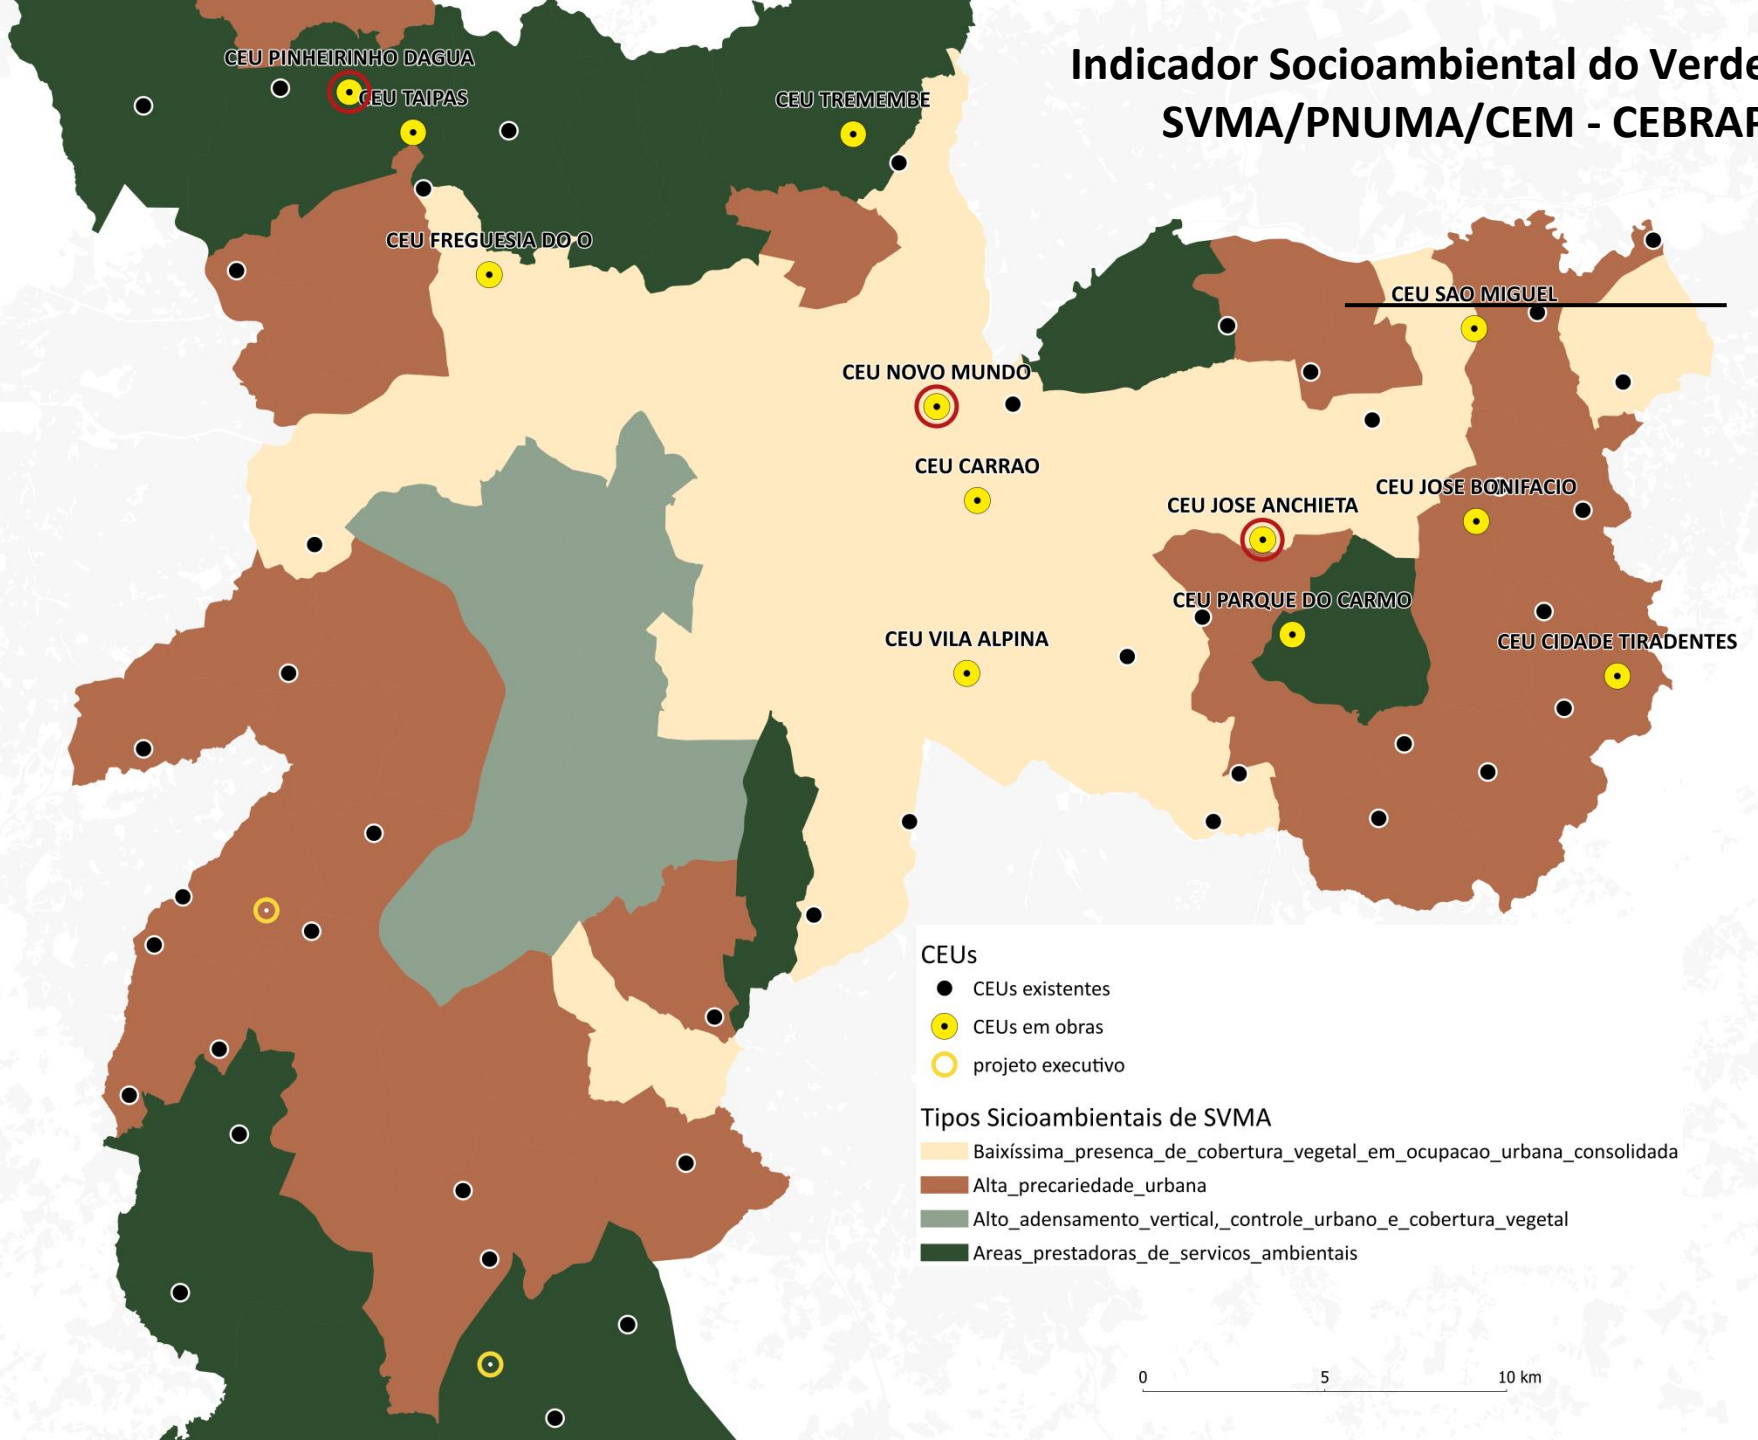 Indicador Socioambiental do Verde
SVMA/PNUMA/CEM - CEBRAP
CEU PINHEIRINHO DAGUA
CEU TAIPAS
CEU TREMEMBE
CEU FREGUESIA DO O
CEU SAO MIGUEL
CEU NOVO MUNDO
CEU CARRAO
CEU JOSE BONIFACIO
CEU JOSE ANCHIETA
CEU PARQUE DO CARMO
CEU VILA ALPINA
CEU CIDADE TIRADENTES
CEUs
CEUs existentes
CEUs em obras
projeto executivo
Tipos Sicioambientais de SVMA
Baixíssima_presenca_de_cobertura_vegetal_em_ocupacao_urbana_consolidada
Alta_precariedade_urbana
Alto_adensamento_vertical,_controle_urbano_e_cobertura_vegetal
Areas_prestadoras_de_servicos_ambientais
0 5 10 km